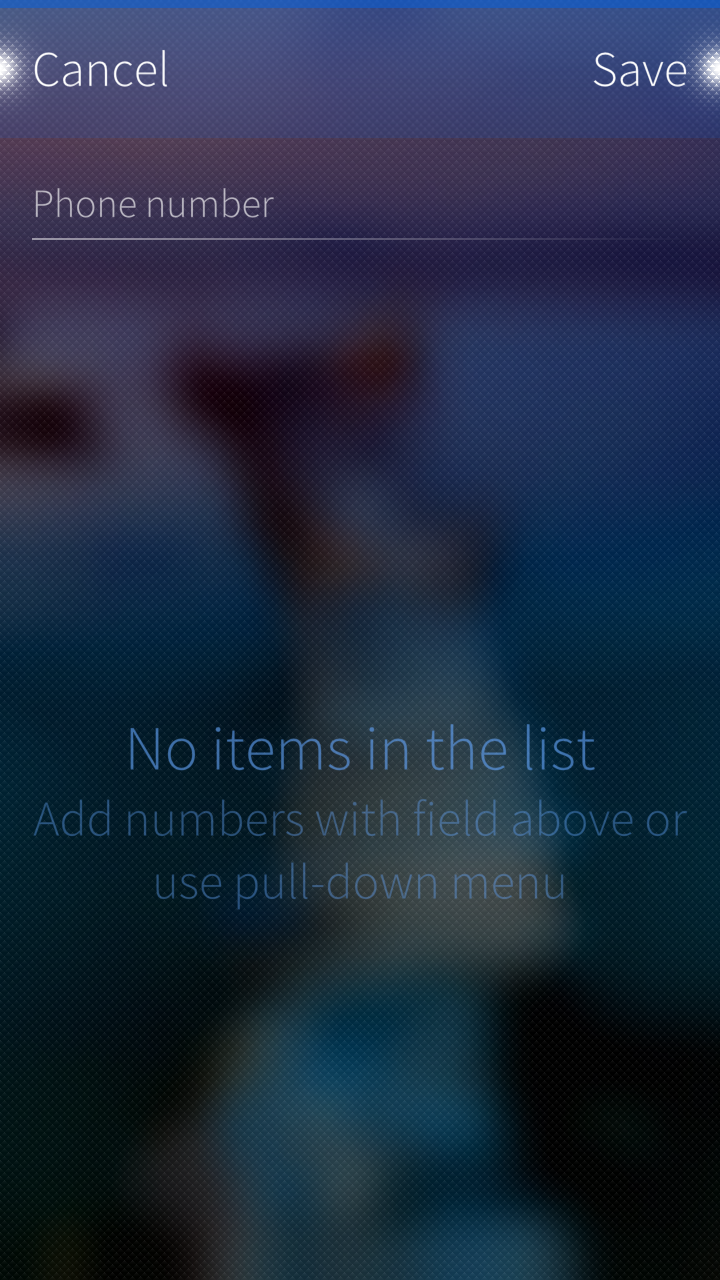 Cancel
Save
Phone number
No items in the list
Add numbers with field above or
use pull-down menu